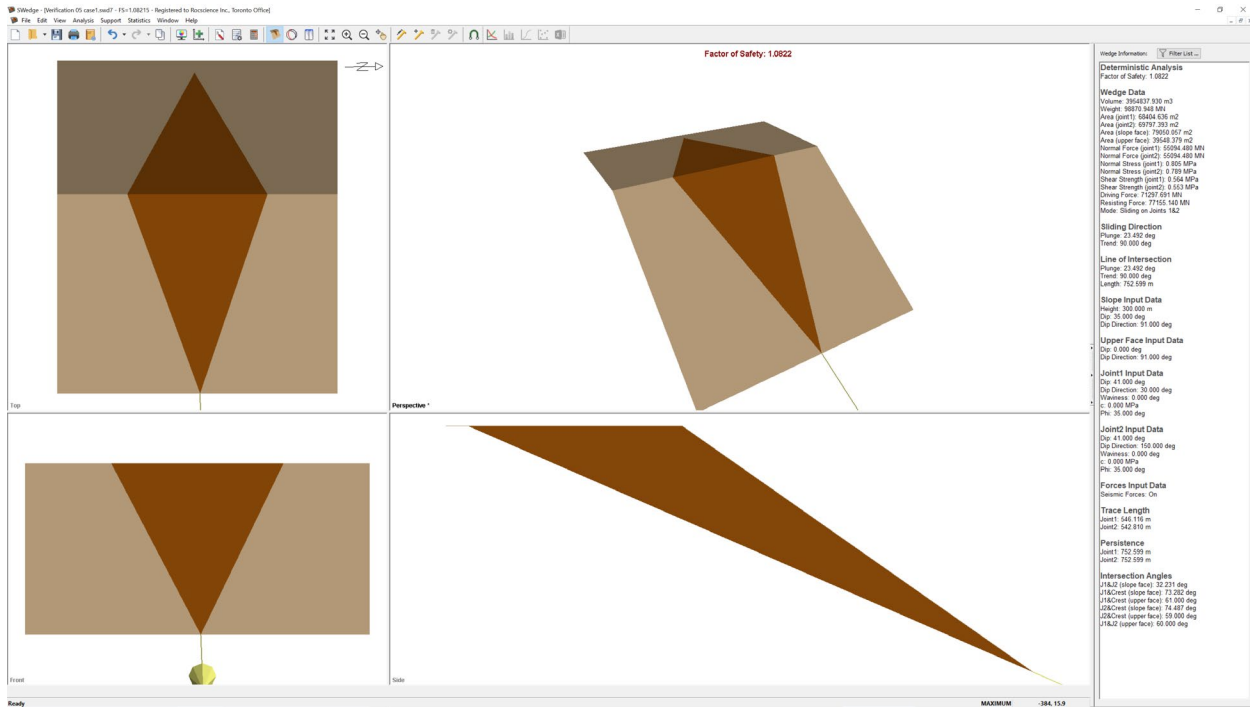 SWedge - [Verification 05 case1.swd7 - FS=1.08215 - Registered to Rocscience Inc., Toronto Office]
File Edit View Analysis Support Statistics Window Help
Top
Factor of Safety: 1.0822
Perspective *
Front
Side
Wedge Information: Filter List ...
Deterministic Analysis
Factor of Safety: 1.0822
Wedge Data
Volume: 3954837.930 m3
Weight: 98870.948 MN
Area (joint1): 68404.636 m2
Area (joint2): 69797.393 m2
Area (slope face): 79050.057 m2
Area (upper face): 39548.379 m2
Normal Force (joint1): 55094.480 MN
Normal Force (joint2): 55094.480 MN
Normal Stress (joint1): 0.805 MPa
Normal Stress (joint2): 0.789 MPa
Shear Strength (joint1): 0.564 MPa
Shear Strength (joint2): 0.553 MPa
Driving Force: 71297.691 MN
Resisting Force: 77155.140 MN
Mode: Sliding on Joints 1&2
Sliding Direction
Plunge: 23.492 deg
Trend: 90.000 deg
Line of Intersection
Plunge: 23.492 deg
Trend: 90.000 deg
Length: 752.599 m
Slope Input Data
Height: 300.000 m
Dip: 35.000 deg
Dip Direction: 91.000 deg
Upper Face Input Data
Dip: 0.000 deg
Dip Direction: 91.000 deg
Joint1 Input Data
Dip: 41.000 deg
Dip Direction: 30.000 deg
Waviness: 0.000 deg
c: 0.000 MPa
Phi: 35.000 deg
Joint2 Input Data
Dip: 41.000 deg
Dip Direction: 150.000 deg
Waviness: 0.000 deg
c: 0.000 MPa
Phi: 35.000 deg
Forces Input Data
Seismic Forces: On
Trace Length
Joint1: 546.116 m
Joint2: 542.810 m
Persistence
Joint1: 752.599 m
Joint2: 752.599 m
Intersection Angles
J1&J2 (slope face): 32.231 deg
J1&Crest (slope face): 73.282 deg
J1&Crest (upper face): 61.000 deg
J2&Crest (slope face): 74.487 deg
J2&Crest (upper face): 59.000 deg
J1&J2 (upper face): 60.000 deg
Ready
MAXIMUM -384, 15.9